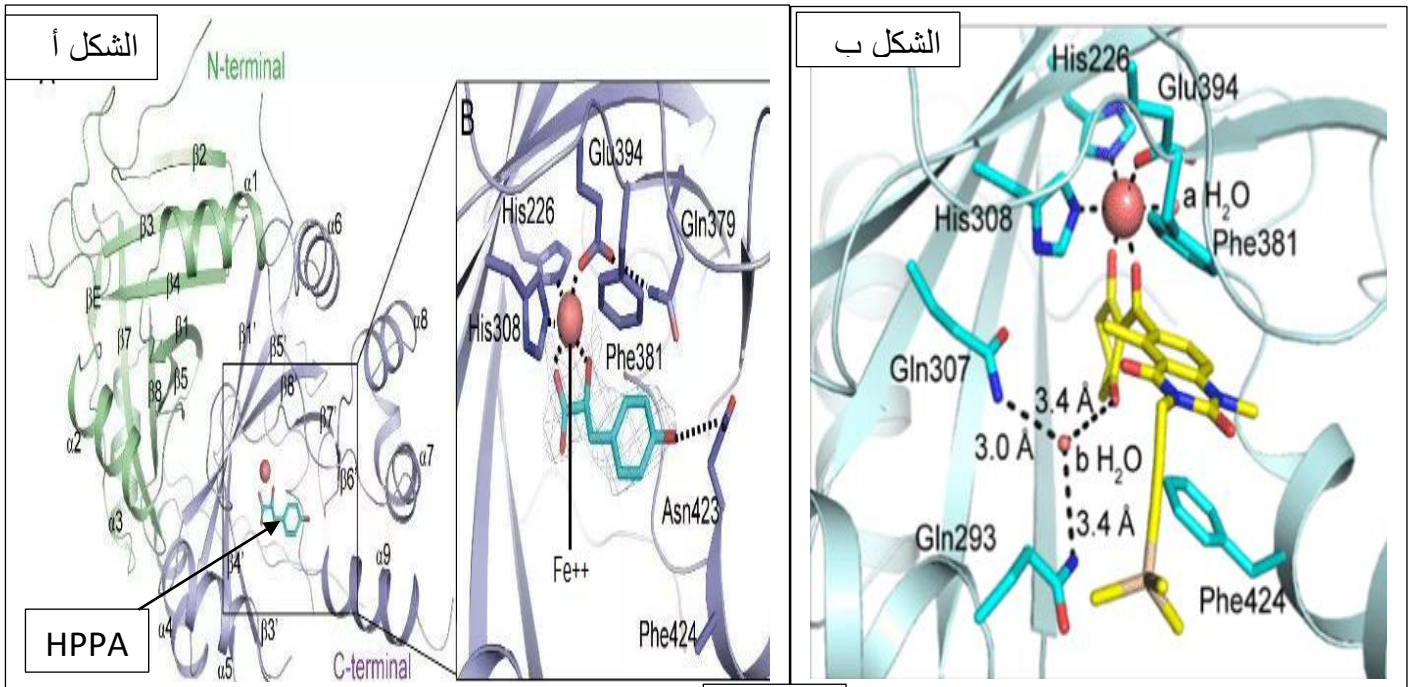 الشكل أ
N-terminal
β2
α1
β3
α6
β4
βE
β1
β7
β1'
β5'
α8
β8
β5
β8'
α2
β7'
α7
β6'
α3
β4'
α9
α4
β3'
α5
C-terminal
HPPA
B
Glu394
His226
Gln379
His308
Phe381
Asn423
Fe++
Phe424
الشكل ب
His226
Glu394
a H₂O
His308
Phe381
Gln307
3.4 Å
3.0 Å
b H₂O
3.4 Å
Gln293
Phe424